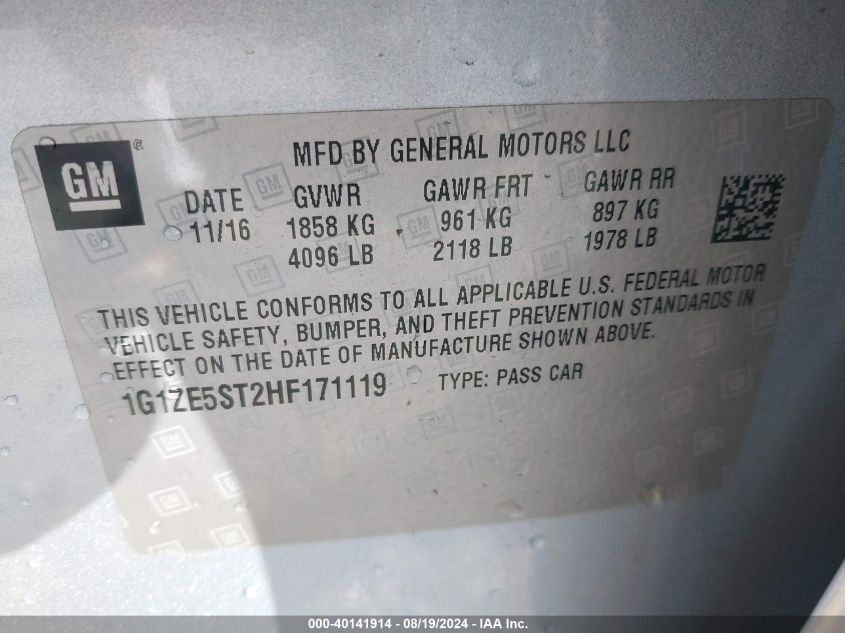 GM ®
MFD BY GENERAL MOTORS LLC
DATE GVWR GAWR FRT GAWR RR
11/16 1858 KG 961 KG 897 KG
4096 LB 2118 LB 1978 LB
THIS VEHICLE CONFORMS TO ALL APPLICABLE U.S. FEDERAL MOTOR
VEHICLE SAFETY, BUMPER, AND THEFT PREVENTION STANDARDS IN
EFFECT ON THE DATE OF MANUFACTURE SHOWN ABOVE.
1G1ZE5ST2HF171119 TYPE: PASS CAR
000-40141914 - 08/19/2024 - IAA Inc.